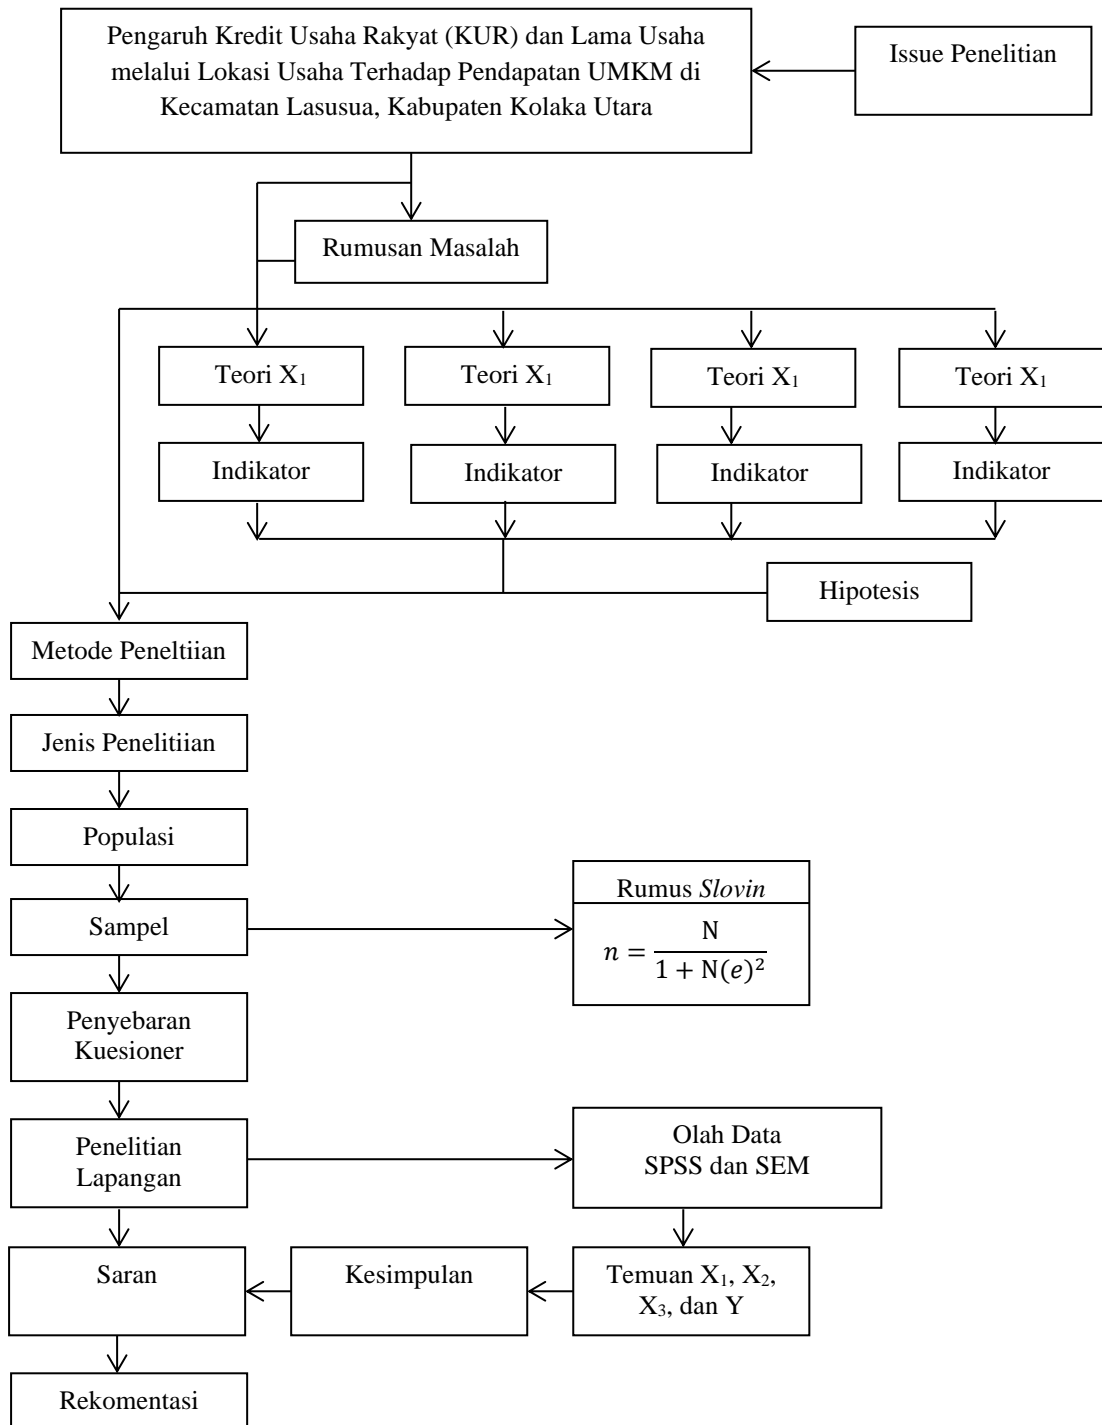 Pengaruh Kredit Usaha Rakyat (KUR) dan Lama Usaha
melalui Lokasi Usaha Terhadap Pendapatan UMKM di
Kecamatan Lasusua, Kabupaten Kolaka Utara
Issue Penelitian
Rumusan Masalah
Teori X₁
Teori X₁
Teori X₁
Teori X₁
Indikator
Indikator
Indikator
Indikator
Hipotesis
Metode Peneltiian
Jenis Penelitiian
Populasi
Sampel
Rumus Slovin
n = N / (1 + N(e)²)
Penyebaran
Kuesioner
Penelitian
Lapangan
Olah Data
SPSS dan SEM
Saran
Kesimpulan
Temuan X₁, X₂,
X₃, dan Y
Rekomentasi